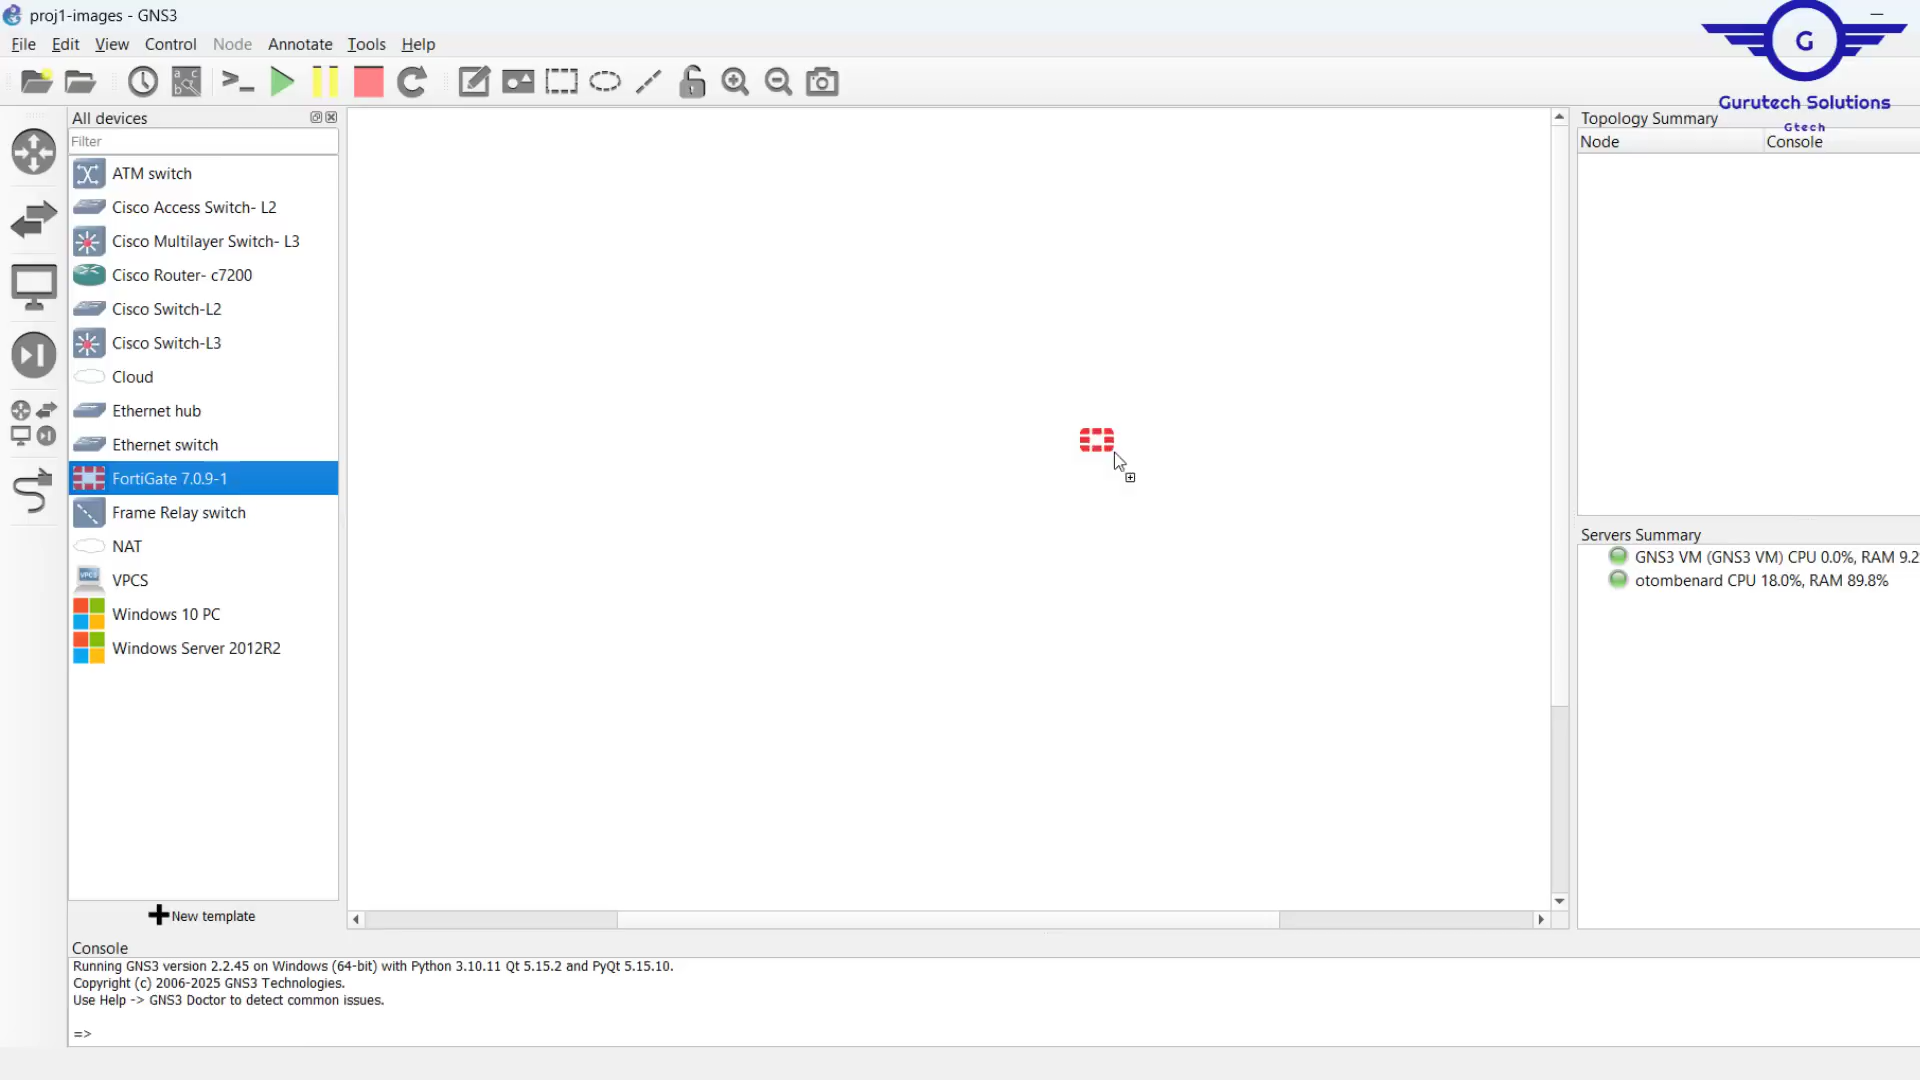 proj1-images - GNS3
File Edit View Control Node Annotate Tools Help
G
Gurutech Solutions
Gtech
All devices
Filter
ATM switch
Cisco Access Switch- L2
Cisco Multilayer Switch- L3
Cisco Router- c7200
Cisco Switch-L2
Cisco Switch-L3
Cloud
Ethernet hub
Ethernet switch
FortiGate 7.0.9-1
Frame Relay switch
NAT
VPCS
Windows 10 PC
Windows Server 2012R2
New template
Topology Summary
Node Console
Servers Summary
GNS3 VM (GNS3 VM) CPU 0.0%, RAM 9.2
otombenard CPU 18.0%, RAM 89.8%
Console
Running GNS3 version 2.2.45 on Windows (64-bit) with Python 3.10.11 Qt 5.15.2 and PyQt 5.15.10.
Copyright (c) 2006-2025 GNS3 Technologies.
Use Help -> GNS3 Doctor to detect common issues.
=>